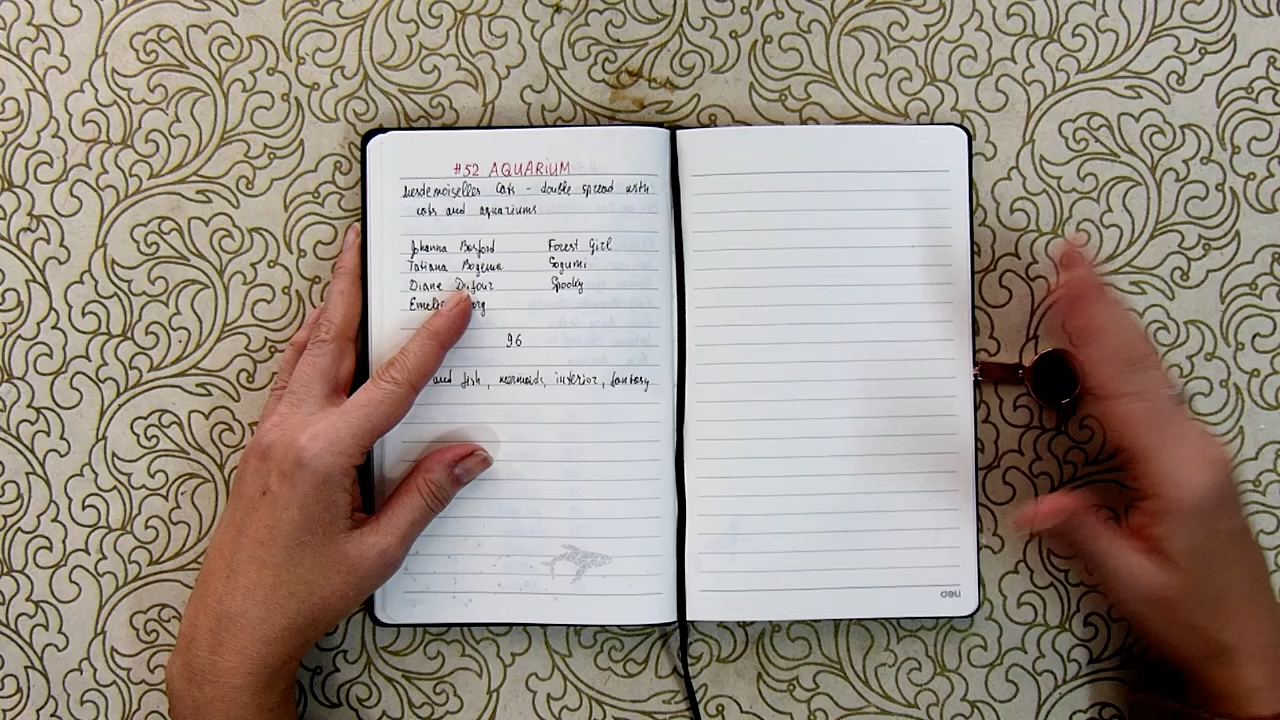 #52 AQUARIUM
Mesdemoiselles Cats - double spread with
cats and aquariums
Johanna Basford Forest Girl
Tatiana Bogema Gogumi
Diane Dufour Spooky
96
and fish, mermaids, interior, fantasy
deli